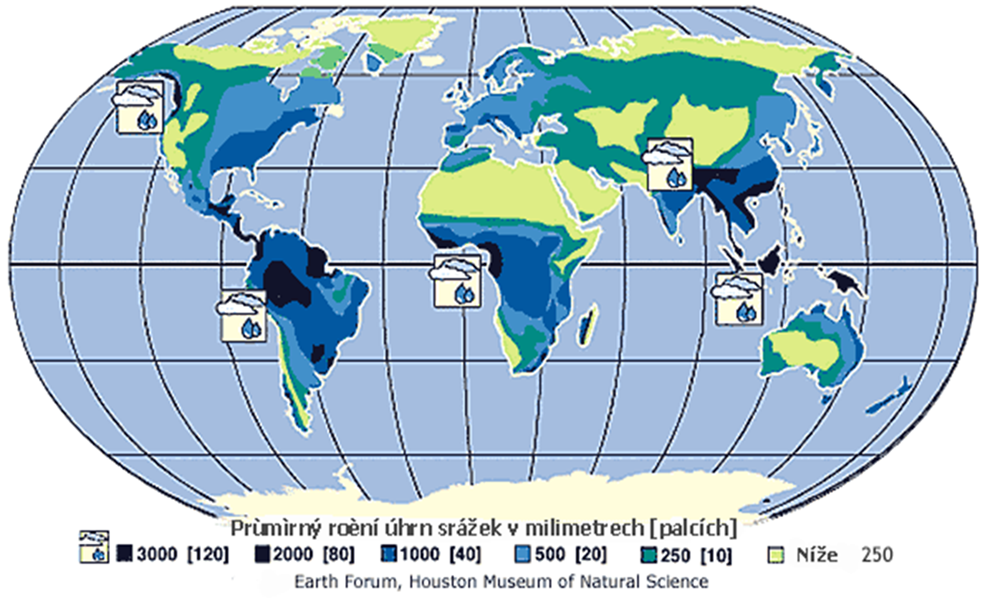 Prùmìrný roèní úhrn srážek v milimetrech [palcích]
3000 [120] 2000 [80] 1000 [40] 500 [20] 250 [10] Níže 250
Earth Forum, Houston Museum of Natural Science